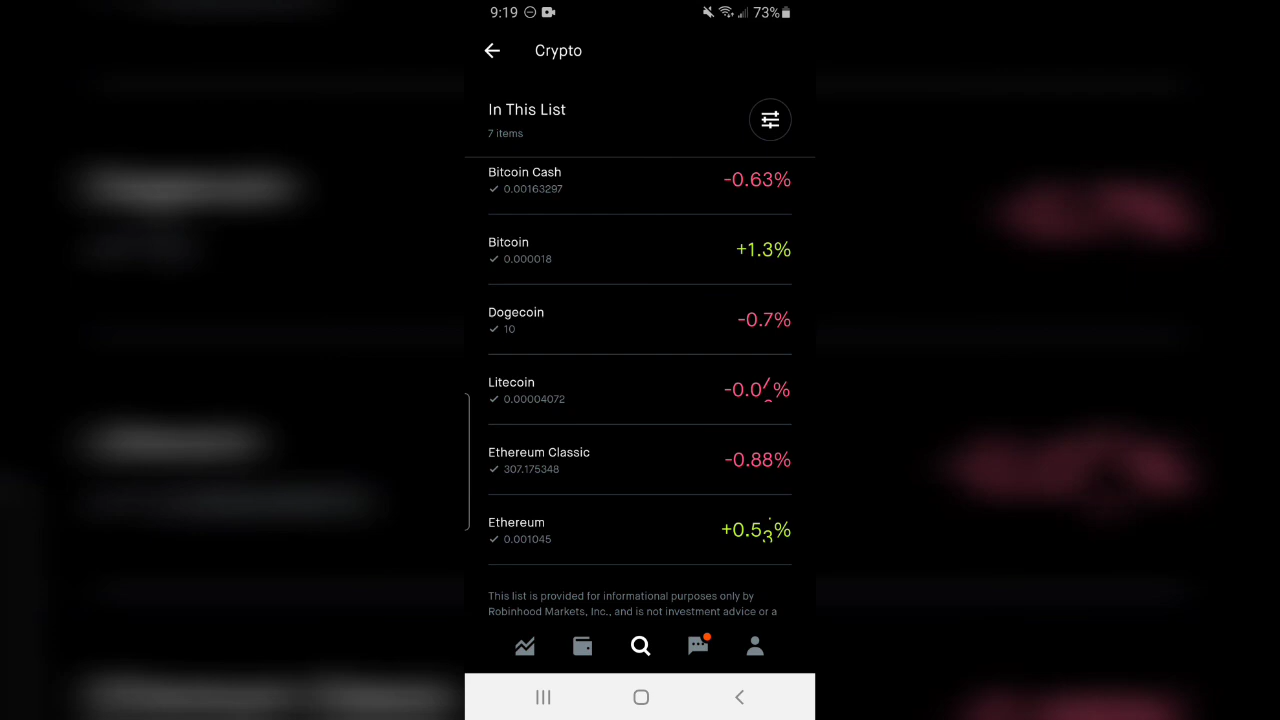 9:19
73%
Crypto
In This List
7 items
Bitcoin Cash
0.00163297
-0.63%
Bitcoin
0.000018
+1.3%
Dogecoin
10
-0.7%
Litecoin
0.00004072
Ethereum Classic
307.175348
-0.88%
Ethereum
0.001045
This list is provided for informational purposes only by
Robinhood Markets, Inc., and is not investment advice or a